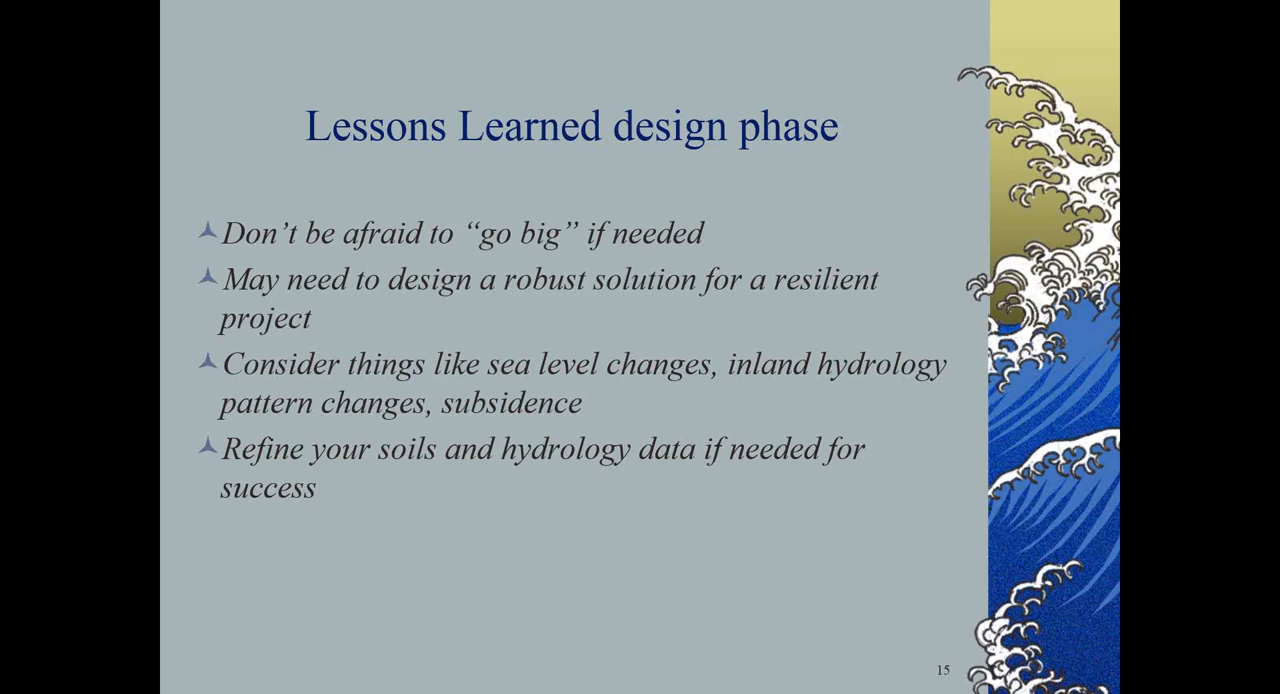 Lessons Learned design phase
Don’t be afraid to “go big” if needed
May need to design a robust solution for a resilient
project
Consider things like sea level changes, inland hydrology
pattern changes, subsidence
Refine your soils and hydrology data if needed for
success
15